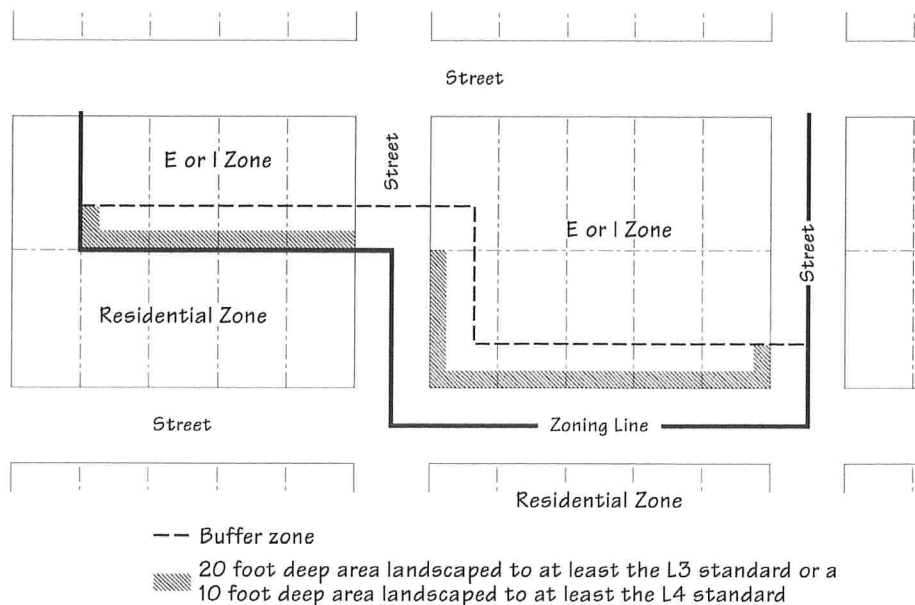 Street
E or I Zone
Street
E or I Zone
Street
Residential Zone
Street
Zoning Line
Residential Zone
Buffer zone
20 foot deep area landscaped to at least the L3 standard or a
10 foot deep area landscaped to at least the L4 standard